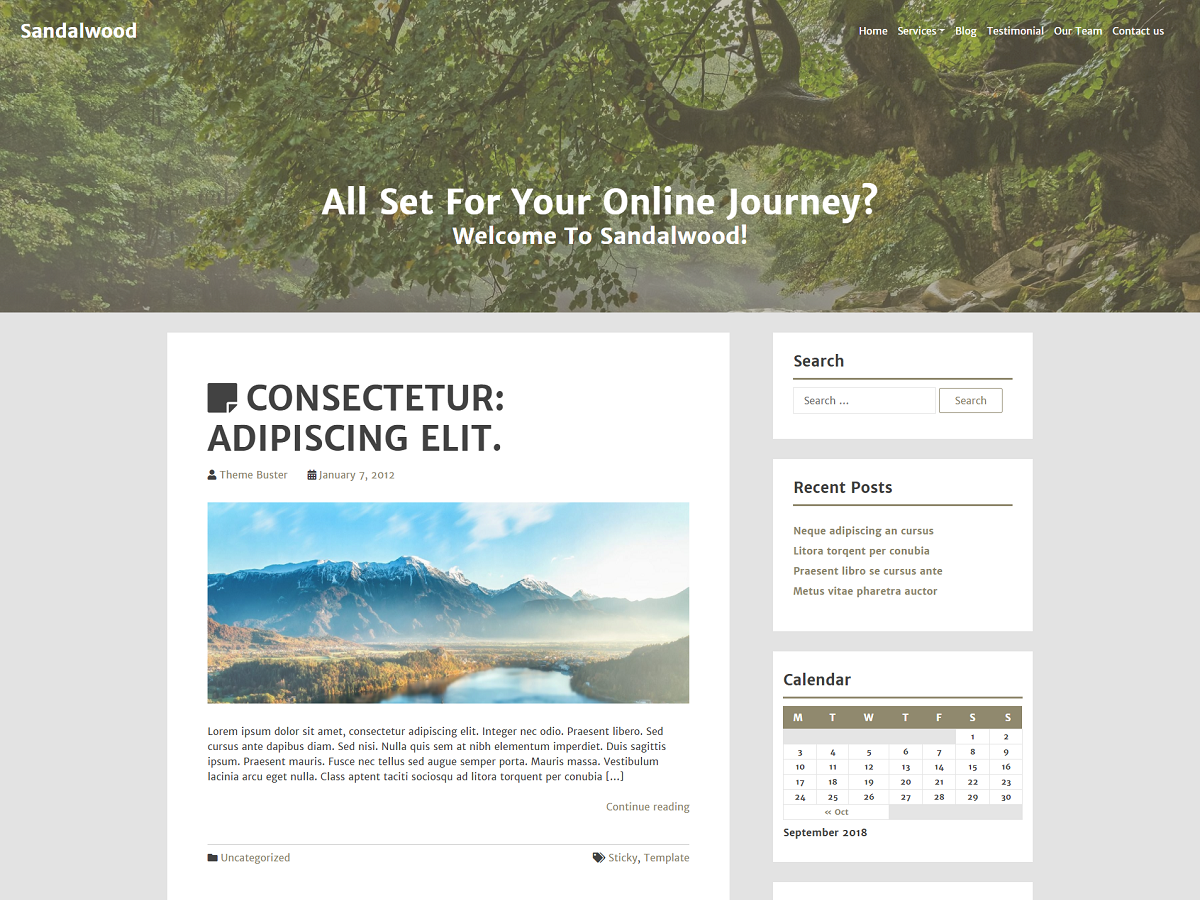 Sandalwood
Home Services Blog Testimonial Our Team Contact us
All Set For Your Online Journey?
Welcome To Sandalwood!
CONSECTETUR:
ADIPISCING ELIT.
Theme Buster January 7, 2012
Lorem ipsum dolor sit amet, consectetur adipiscing elit. Integer nec odio. Praesent libero. Sed
cursus ante dapibus diam. Sed nisi. Nulla quis sem at nibh elementum imperdiet. Duis sagittis
ipsum. Praesent mauris. Fusce nec tellus sed augue semper porta. Mauris massa. Vestibulum
lacinia arcu eget nulla. Class aptent taciti sociosqu ad litora torquent per conubia […]
Continue reading
Uncategorized Sticky, Template
Search
Search … Search
Recent Posts
Neque adipiscing an cursus
Litora torqent per conubia
Praesent libro se cursus ante
Metus vitae pharetra auctor
Calendar
M T W T F S S
1 2
3 4 5 6 7 8 9
10 11 12 13 14 15 16
17 18 19 20 21 22 23
24 25 26 27 28 29 30
« Oct
September 2018